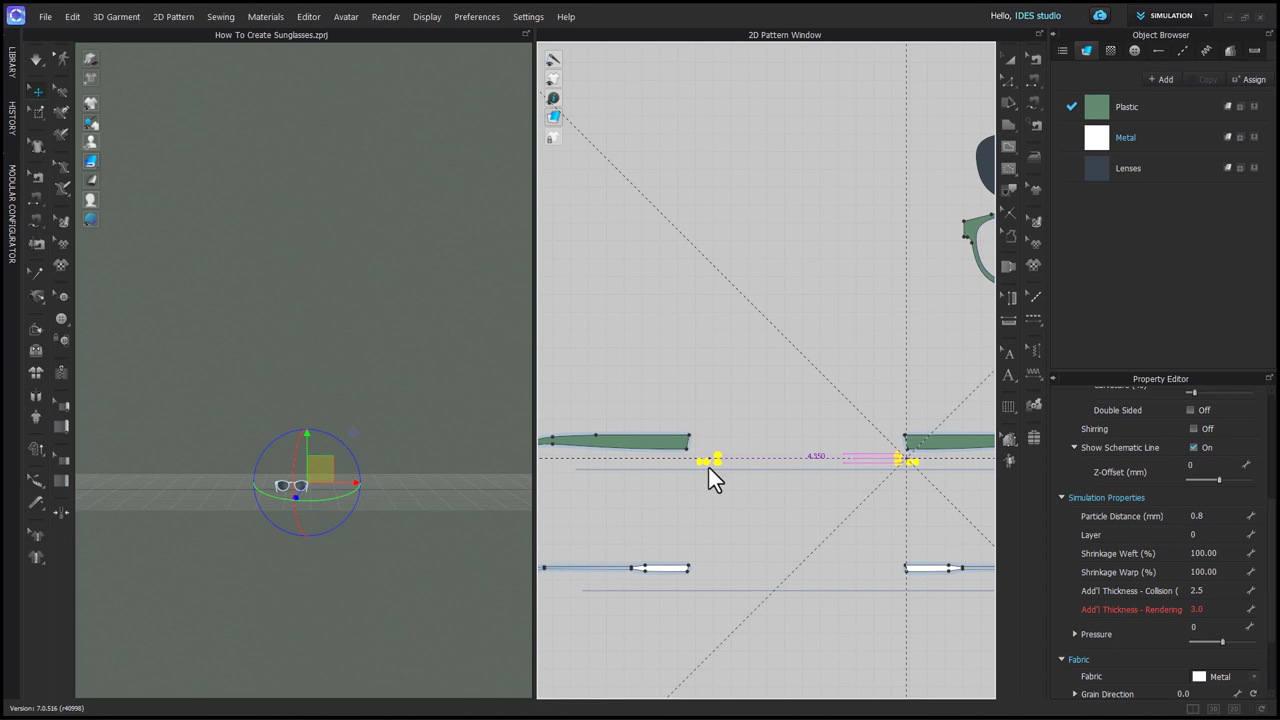 File Edit 3D Garment 2D Pattern Sewing Materials Editor Avatar Render Display Preferences Settings Help
Hello, IDES studio
SIMULATION
How To Create Sunglasses.zprj
2D Pattern Window
Object Browser
LIBRARY
HISTORY
MODULAR CONFIGURATOR
+ Add Copy Assign
Plastic
Metal
Lenses
4.350
Property Editor
Double Sided Off
Shirring Off
Show Schematic Line On
Z-Offset (mm) 0
Simulation Properties
Particle Distance (mm) 0.8
Layer 0
Shrinkage Weft (%) 100.00
Shrinkage Warp (%) 100.00
Add'l Thickness - Collision ( 2.5
Add'l Thickness - Rendering 3.0
Pressure 0
Fabric
Fabric Metal
Grain Direction 0.0
Version: 7.0.516 (r40998)
3D 2D